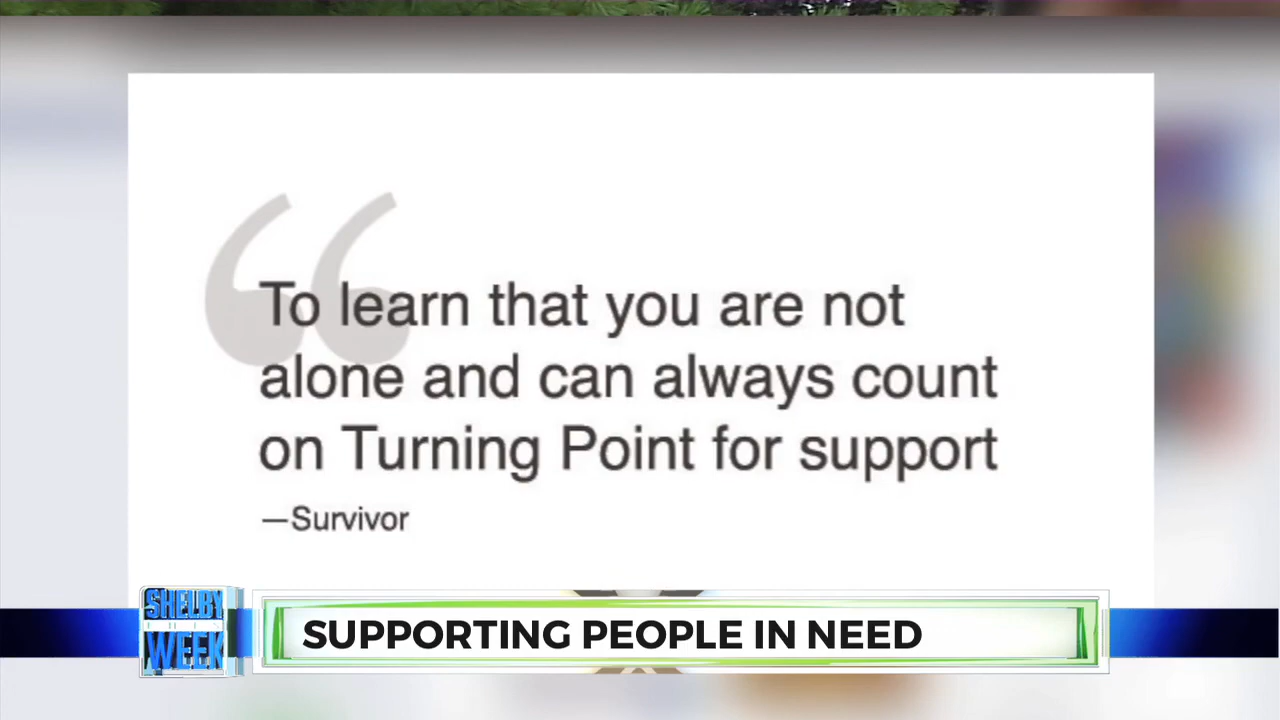 To learn that you are not
alone and can always count
on Turning Point for support
—Survivor
SHELBY
WEEK
SUPPORTING PEOPLE IN NEED